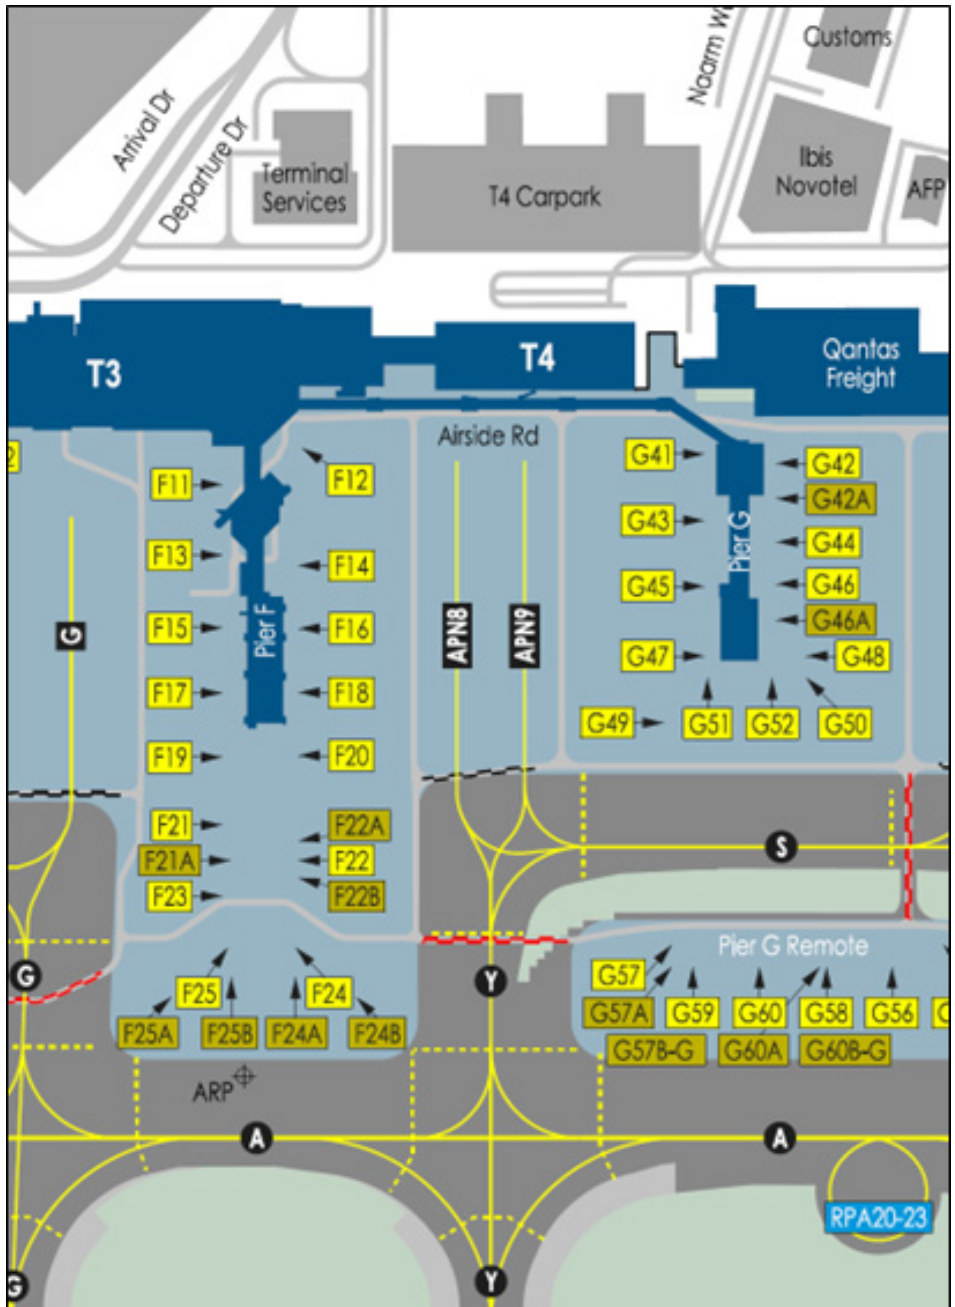 Customs
Naarm W
Arrival Dr
Departure Dr
Terminal
Services
T4 Carpark
Ibis
Novotel
AFP
T3
T4
Qantas
Freight
Airside Rd
2
F11
F12
F13
F14
F15
F16
F17
F18
F19
F20
F21
F22A
F21A
F22
F23
F22B
Pier F
G
APN8
APN9
G41
G42
G42A
G43
G44
G45
G46
G46A
G47
G48
G49
G51
G52
G50
Pier G
S
Pier G Remote
G
Y
F25
F24
F25A
F25B
F24A
F24B
G57
G57A
G59
G60
G58
G56
G57B-G
G60A
G60B-G
ARP
A
A
RPA20-23
G
Y